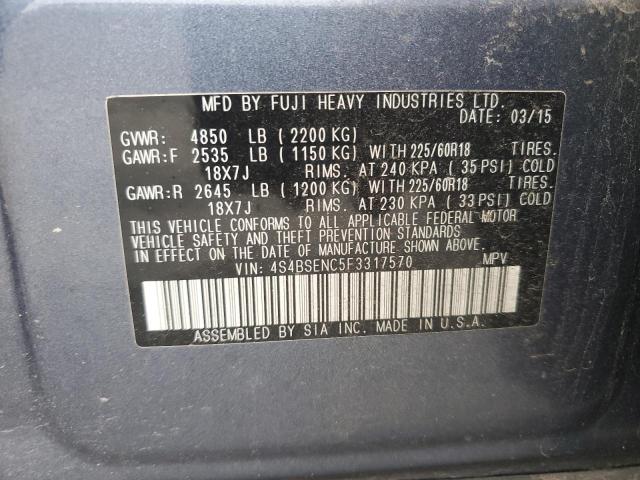 MFD BY FUJI HEAVY INDUSTRIES LTD.
DATE: 03/15
GVWR: 4850 LB ( 2200 KG)
GAWR:F 2535 LB ( 1150 KG) WITH 225/60R18 TIRES.
18X7J RIMS. AT 240 KPA ( 35 PSI) COLD
GAWR:R 2645 LB ( 1200 KG) WITH 225/60R18 TIRES.
18X7J RIMS. AT 230 KPA ( 33 PSI) COLD
THIS VEHICLE CONFORMS TO ALL APPLICABLE FEDERAL MOTOR
VEHICLE SAFETY AND THEFT PREVENTION STANDARDS
IN EFFECT ON THE DATE OF MANUFACTURE SHOWN ABOVE.
VIN: 4S4BSENC5F3317570 MPV
ASSEMBLED BY SIA INC. MADE IN U.S.A.